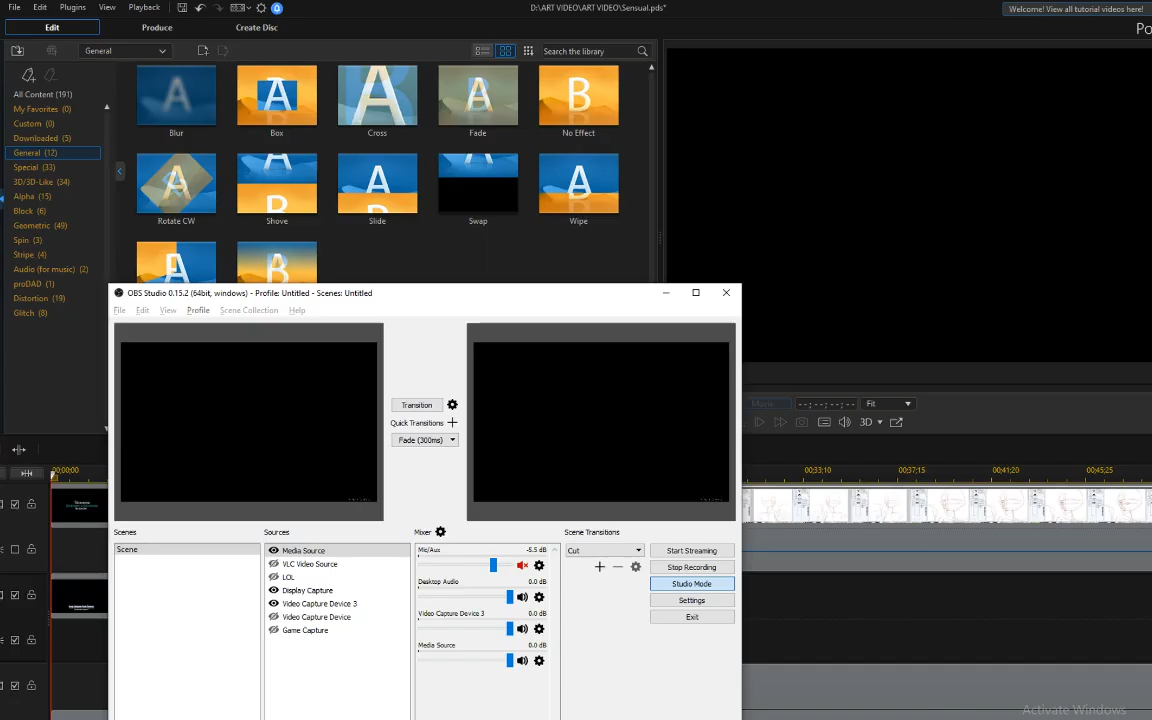 File Edit Plugins View Playback
D:\ART VIDEO\ART VIDEO\Sensual.pds*
Welcome! View all tutorial videos here!
Edit Produce Create Disc
Po
General
Search the library
All Content (191)
My Favorites (0)
Custom (0)
Downloaded (5)
General (12)
Special (33)
3D/3D-Like (34)
Alpha (15)
Block (6)
Geometric (49)
Spin (3)
Stripe (4)
Audio (for music) (2)
proDAD (1)
Distortion (19)
Glitch (8)
A A A A B
Blur Box Cross Fade No Effect
A A B A A A
Rotate CW Shove Slide Swap Wipe
B
OBS Studio 0.15.2 (64bit, windows) - Profile: Untitled - Scenes: Untitled
File Edit View Profile Scene Collection Help
Transition
Quick Transitions
Fade (300ms)
Movie --;--;--;-- Fit
3D
00;00;00 00;33;10 00;37;15 00;41;20 00;45;25
Scenes Sources Mixer Scene Transitions
Scene
Media Source
VLC Video Source
LOL
Display Capture
Video Capture Device 3
Video Capture Device
Game Capture
Mic/Aux -5.5 dB
Desktop Audio 0.0 dB
Video Capture Device 3 0.0 dB
Media Source 0.0 dB
Cut
Start Streaming
Stop Recording
Studio Mode
Settings
Exit
Activate Windows